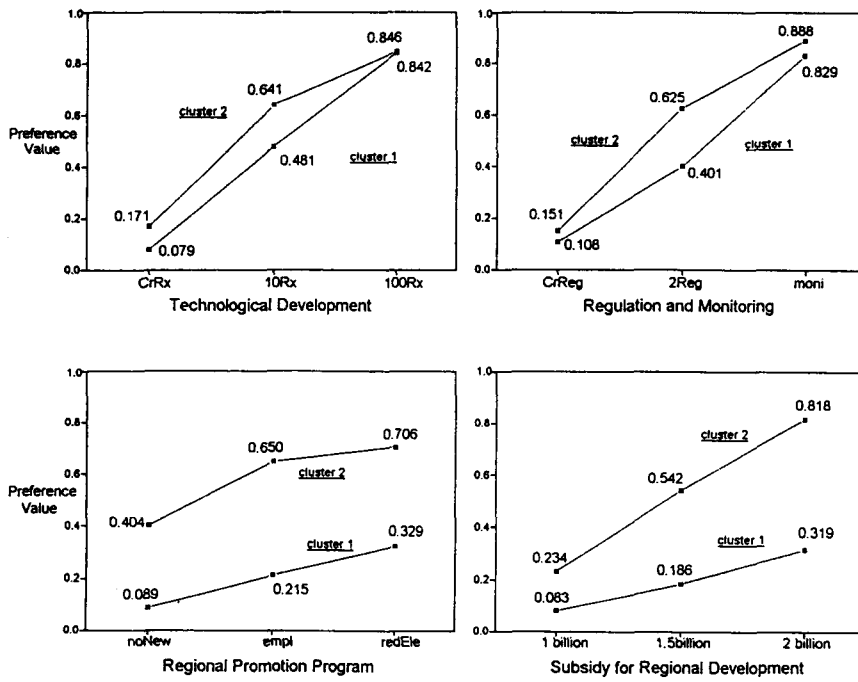 1.0
0.8
0.6
0.4
0.2
0.0
Preference
Value
0.846
0.842
0.641
cluster 2
cluster 1
0.481
0.171
0.079
CrRx
10Rx
100Rx
Technological Development
1.0
0.8
0.6
0.4
0.2
0.0
0.888
0.829
0.625
cluster 2
cluster 1
0.401
0.151
0.108
CrReg
2Reg
moni
Regulation and Monitoring
1.0
0.8
0.6
0.4
0.2
0.0
Preference
Value
0.706
0.650
cluster 2
0.404
cluster 1
0.329
0.215
0.089
noNew
empl
redEle
Regional Promotion Program
1.0
0.8
0.6
0.4
0.2
0.0
0.818
cluster 2
0.542
cluster 1
0.319
0.234
0.186
0.083
1 billion
1.5billion
2 billion
Subsidy for Regional Development